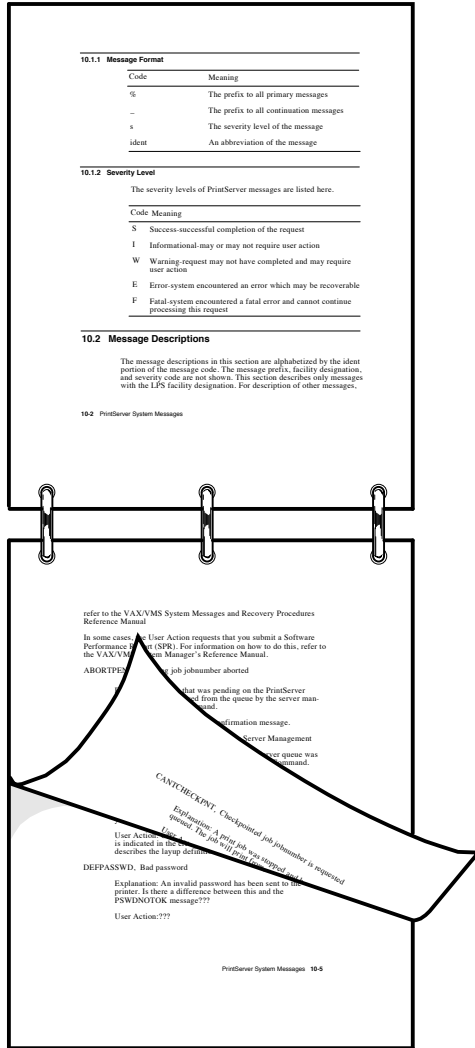 10.1.1 Message Format
Code Meaning
% The prefix to all primary messages
_ The prefix to all continuation messages
s The severity level of the message
ident An abbreviation of the message
10.1.2 Severity Level
The severity levels of PrintServer messages are listed here.
Code Meaning
S Success-successful completion of the request
I Informational-may or may not require user action
W Warning-request may not have completed and may require
user action
E Error-system encountered an error which may be recoverable
F Fatal-system encountered a fatal error and cannot continue
processing this request
10.2 Message Descriptions
The message descriptions in this section are alphabetized by the ident
portion of the message code. The message prefix, facility designation,
and severity code are not shown. This section describes only messages
with the LPS facility designation. For description of other messages,
10-2 PrintServer System Messages
refer to the VAX/VMS System Messages and Recovery Procedures
Reference Manual
In some cases, the User Action requests that you submit a Software
Performance (SPR). For information on how to do this, refer to
the System Manager's Reference Manual.
job jobnumber aborted
that was pending on the PrintServer
from the queue by the server man-
message.
Server Management
queue was
command.
CANTCHECKPNT, Checkpointed job jobnumber is requested
Explanation: A print job was stopped and
queued. The job will print
User Action:
is indicated in the
describes the layup
DEFPASSWD, Bad password
Explanation: An invalid password has been sent to the
printer. Is there a difference between this and the
PSWDNOTOK message???
User Action:???
PrintServer System Messages 10-5